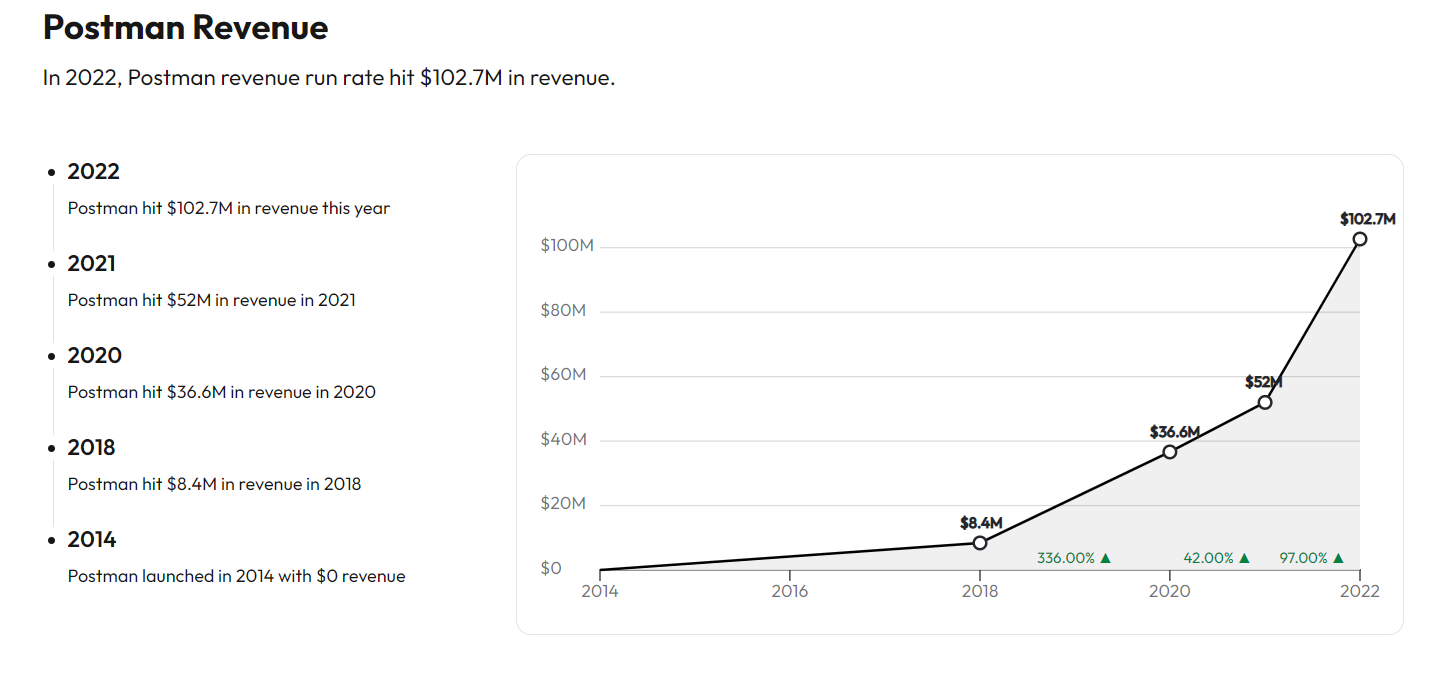 Postman Revenue
In 2022, Postman revenue run rate hit $102.7M in revenue.
2022
Postman hit $102.7M in revenue this year
2021
Postman hit $52M in revenue in 2021
2020
Postman hit $36.6M in revenue in 2020
2018
Postman hit $8.4M in revenue in 2018
2014
Postman launched in 2014 with $0 revenue
$102.7M
$100M
$80M
$60M
$52M
$40M
$36.6M
$20M
$8.4M
336.00% ▲ 42.00% ▲ 97.00% ▲
$0
2014 2016 2018 2020 2022